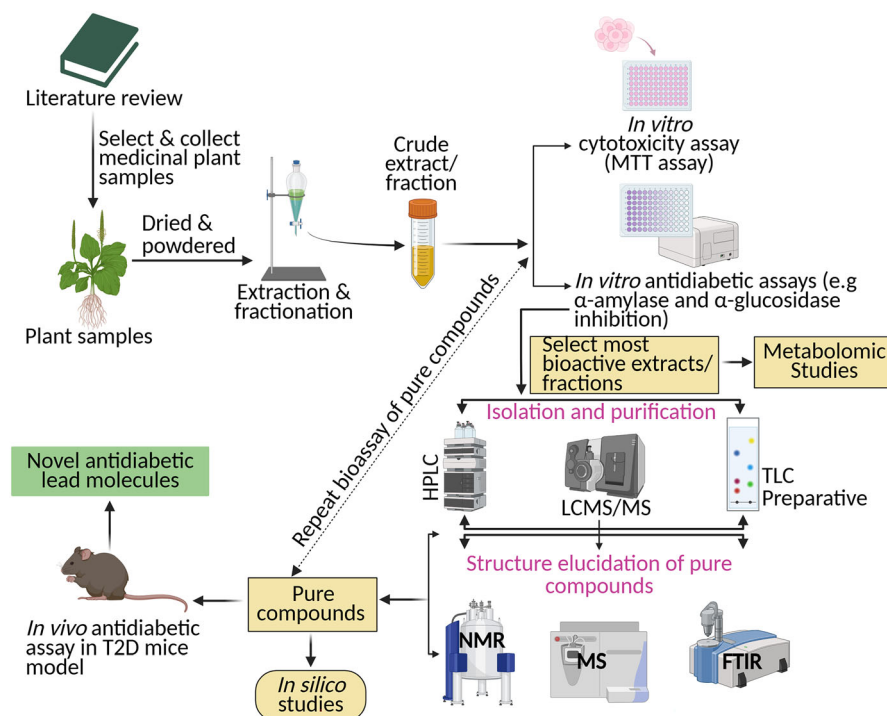 Literature review
Select & collect
medicinal plant
samples
Dried &
powdered
Plant samples
Extraction &
fractionation
Crude
extract/
fraction
In vitro
cytotoxicity assay
(MTT assay)
In vitro antidiabetic assays (e.g
α-amylase and α-glucosidase
inhibition)
Select most
bioactive extracts/
fractions
Metabolomic
Studies
Isolation and purification
HPLC
LCMS/MS
TLC
Preparative
Structure elucidation of pure
compounds
NMR
MS
FTIR
Repeat bioassay of pure compounds
Pure
compounds
In silico
studies
In vivo antidiabetic
assay in T2D mice
model
Novel antidiabetic
lead molecules